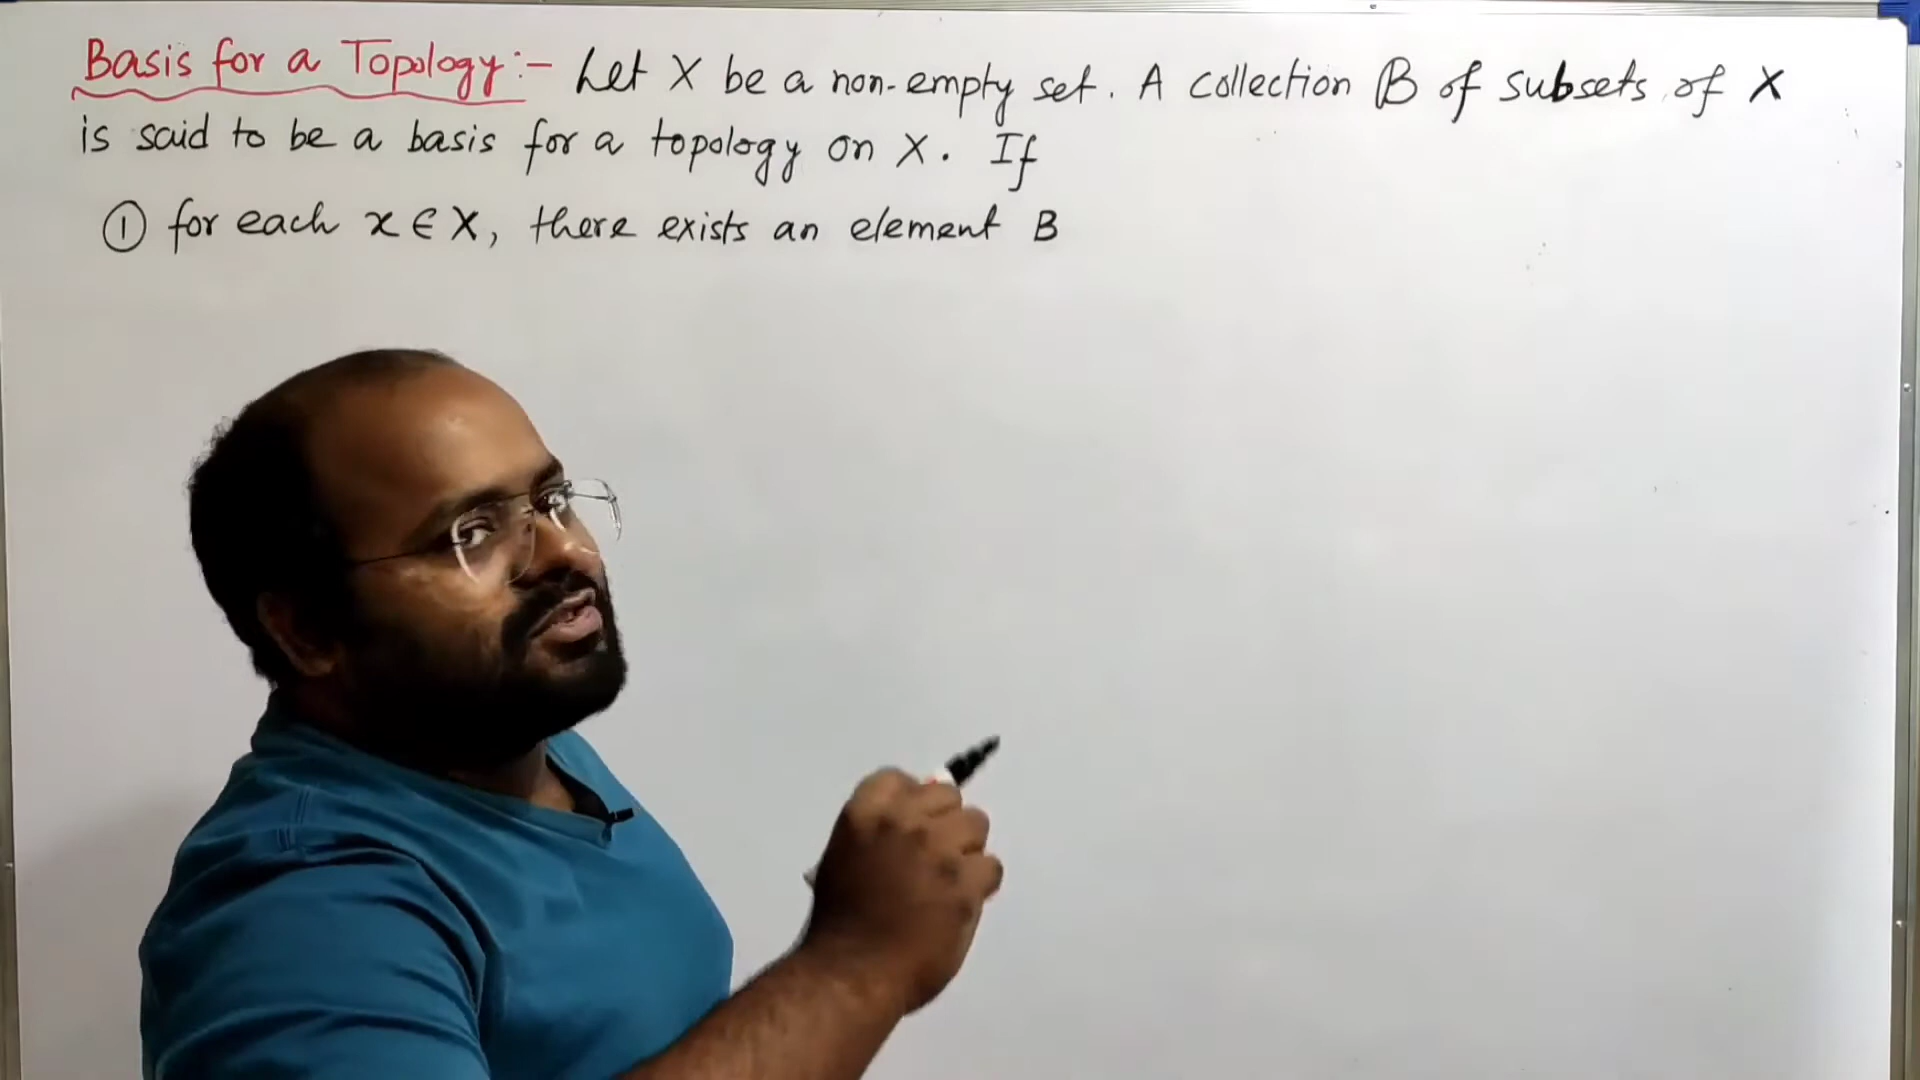 Basis for a Topology:- Let X be a non-empty set. A collection B of subsets of X
is said to be a basis for a topology on X. If
① for each x ∈ X, there exists an element B